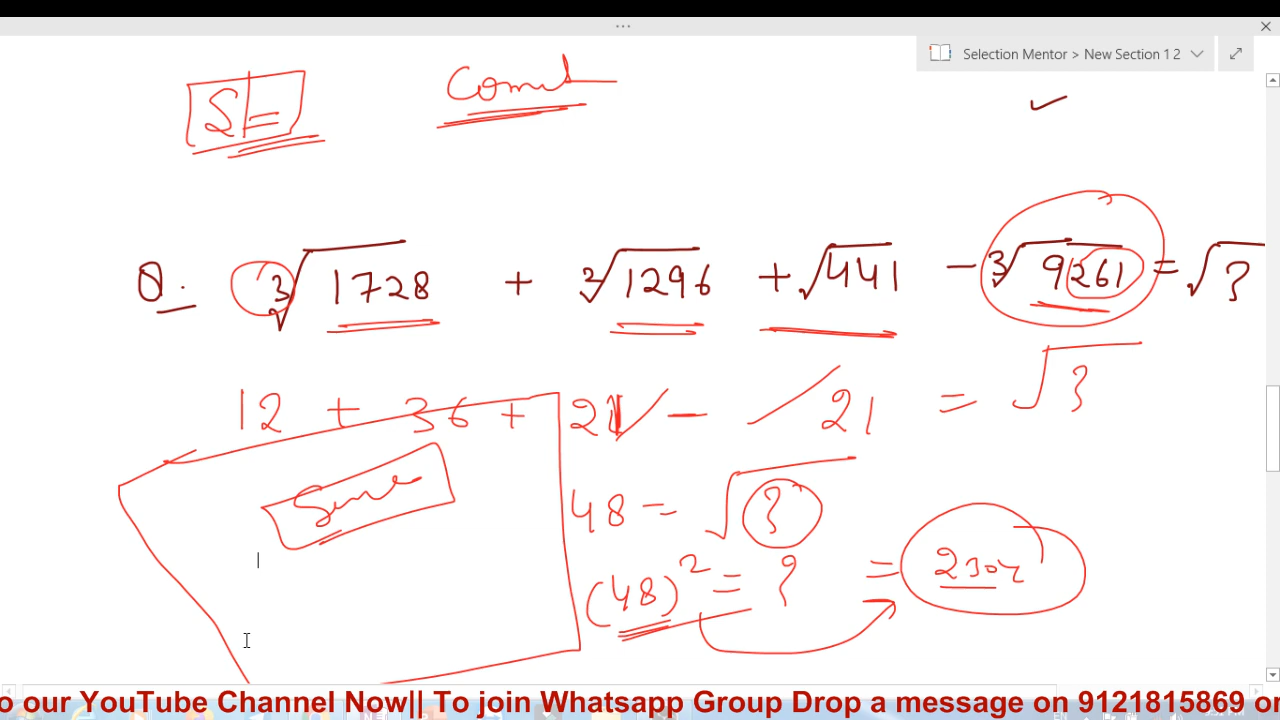 Selection Mentor > New Section 1 2
S/=
Q. ∛1728 + ∛1296 + √441 - ∛9261 = √?
12 + 36 + 21 - 21 = √?
48 = √?
(48)² = ? = 2304
o our YouTube Channel Now|| To join Whatsapp Group Drop a message on 9121815869 or